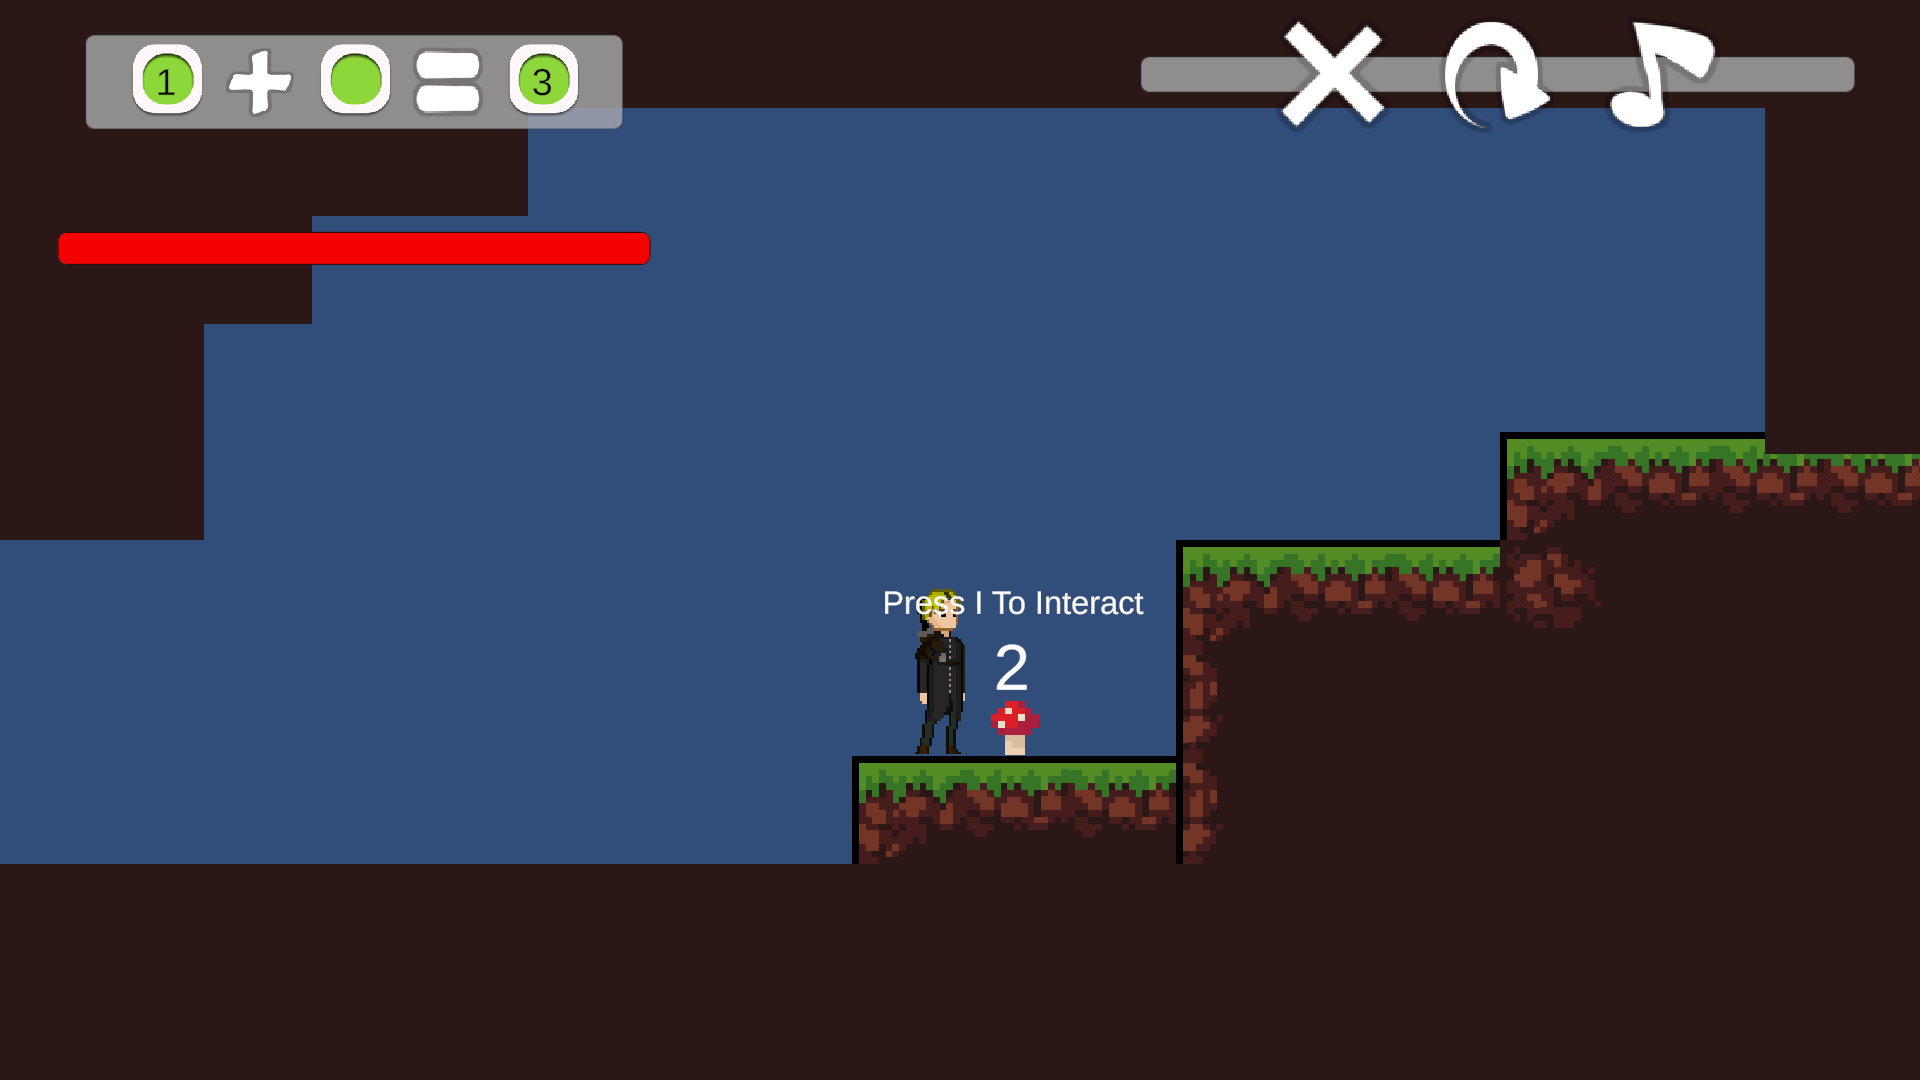 1 + = 3
Press I To Interact
2